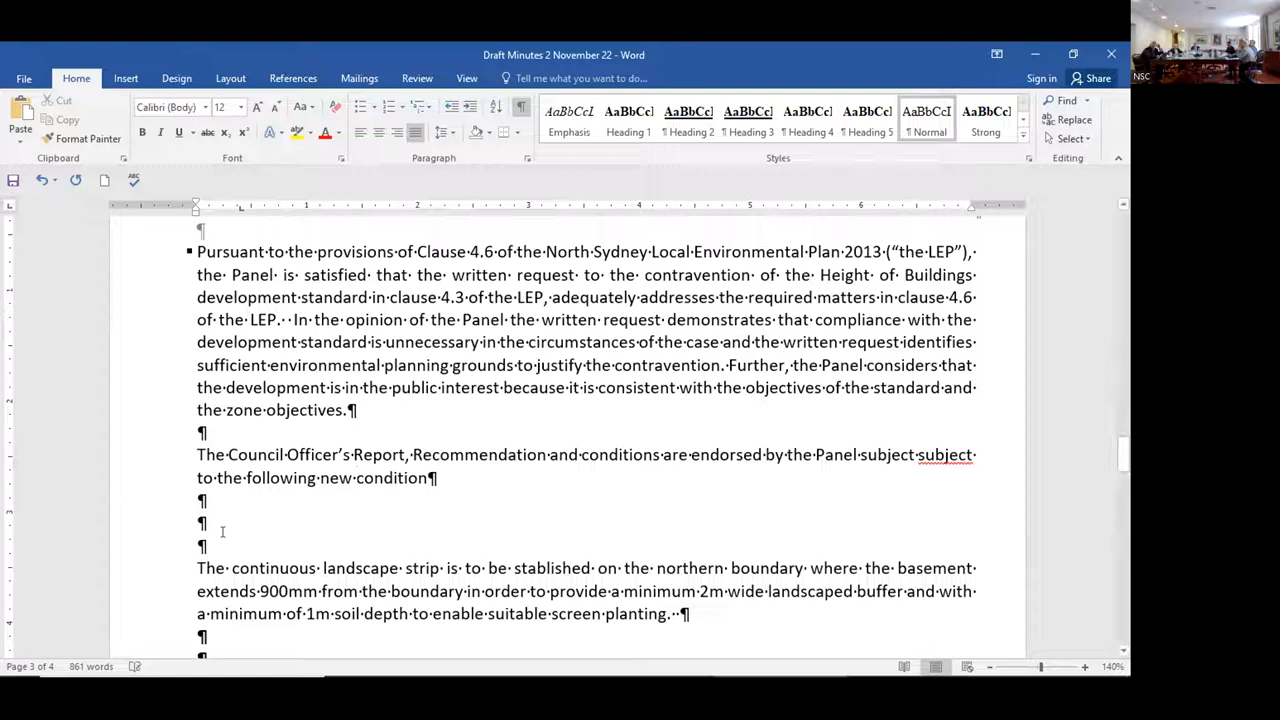 Draft Minutes 2 November 22 - Word
File Home Insert Design Layout References Mailings Review View Tell me what you want to do... Sign in Share
Cut
Copy
Format Painter
Paste
Clipboard
Calibri (Body) 12
Font
Paragraph
AaBbCcI AaBbCcI AaBbCcI AaBbCcI AaBbCcI AaBbCcI AaBbCcI AaBbCcI
Emphasis Heading 1 ¶ Heading 2 ¶ Heading 3 ¶ Heading 4 ¶ Heading 5 ¶ Normal Strong
Styles
Find
Replace
Select
Editing
NSC
1 2 3 4 5 6
¶
Pursuant to the provisions of Clause 4.6 of the North Sydney Local Environmental Plan 2013 (“the LEP”),
the Panel is satisfied that the written request to the contravention of the Height of Buildings
development standard in clause 4.3 of the LEP, adequately addresses the required matters in clause 4.6
of the LEP. In the opinion of the Panel the written request demonstrates that compliance with the
development standard is unnecessary in the circumstances of the case and the written request identifies
sufficient environmental planning grounds to justify the contravention. Further, the Panel considers that
the development is in the public interest because it is consistent with the objectives of the standard and
the zone objectives.¶
¶
The Council Officer’s Report, Recommendation and conditions are endorsed by the Panel subject subject
to the following new condition¶
¶
¶
¶
The continuous landscape strip is to be stablished on the northern boundary where the basement
extends 900mm from the boundary in order to provide a minimum 2m wide landscaped buffer and with
a minimum of 1m soil depth to enable suitable screen planting. ¶
¶
Page 3 of 4 861 words 140%